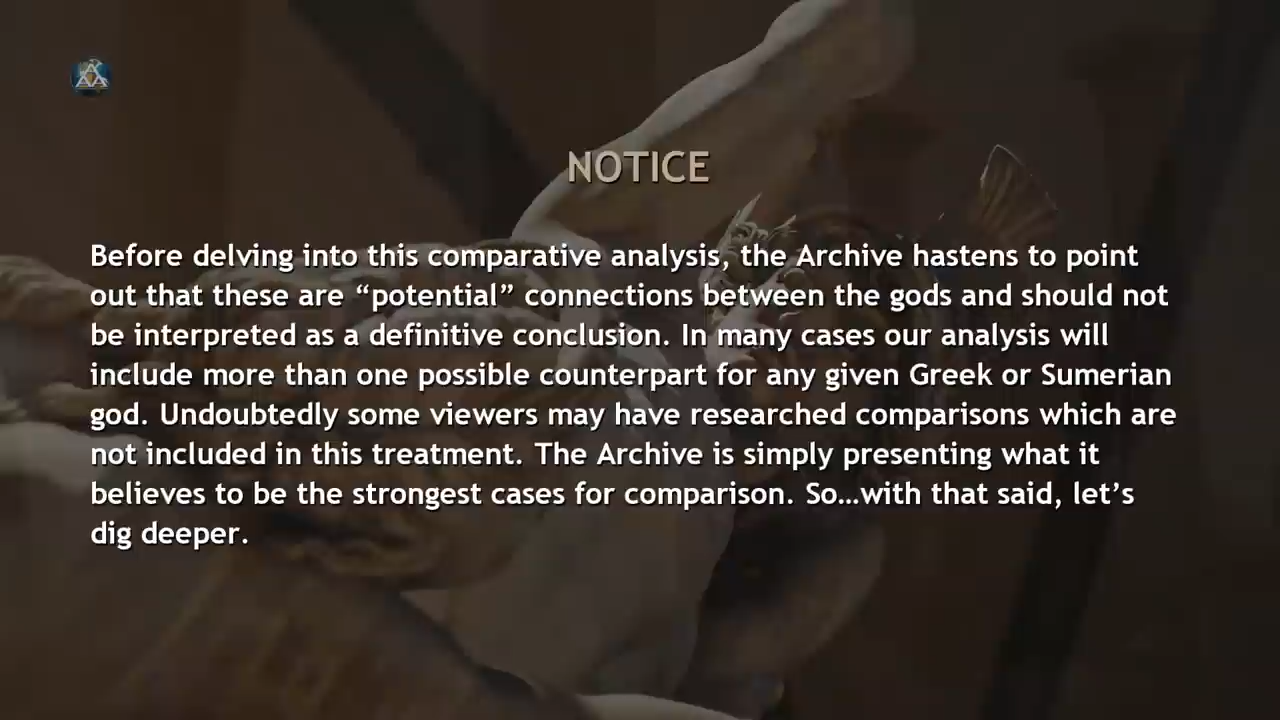 NOTICE
Before delving into this comparative analysis, the Archive hastens to point
out that these are “potential” connections between the gods and should not
be interpreted as a definitive conclusion. In many cases our analysis will
include more than one possible counterpart for any given Greek or Sumerian
god. Undoubtedly some viewers may have researched comparisons which are
not included in this treatment. The Archive is simply presenting what it
believes to be the strongest cases for comparison. So…with that said, let’s
dig deeper.